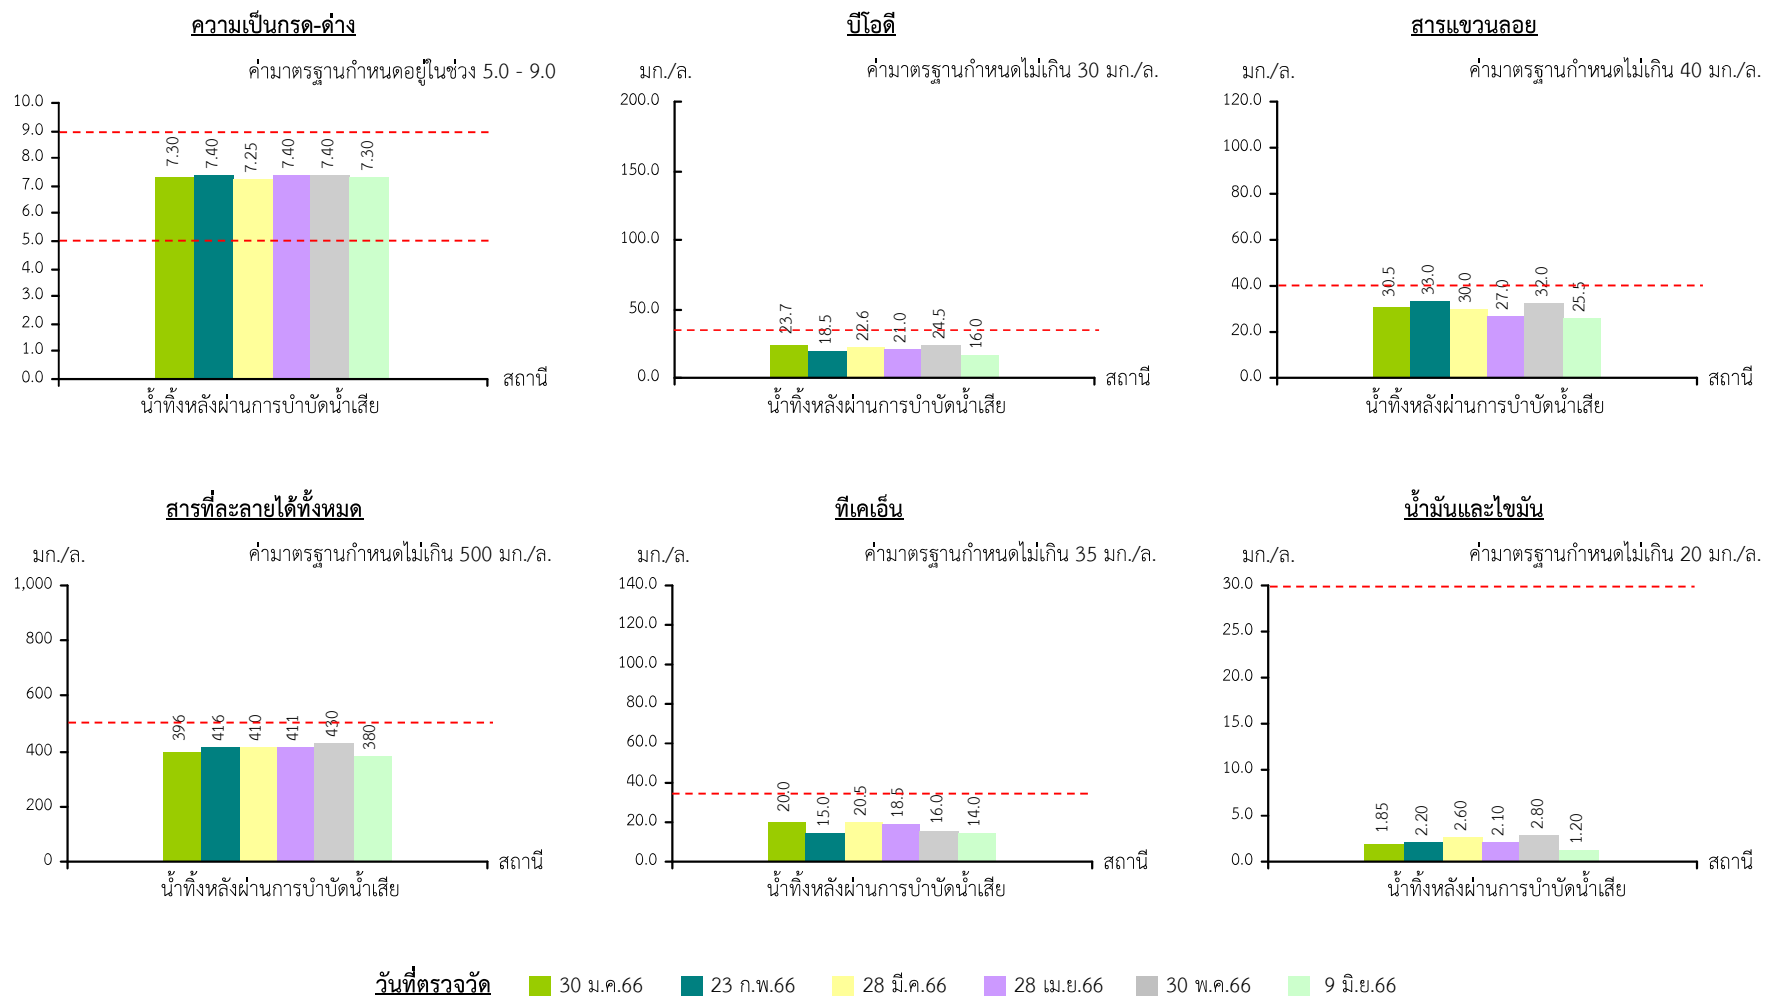 ความเป็นกรด-ด่าง
ค่ามาตรฐานกำหนดอยู่ในช่วง 5.0 - 9.0
10.0
9.0
8.0
7.0
6.0
5.0
4.0
3.0
2.0
1.0
0.0
7.30 7.40 7.25 7.40 7.40 7.30
สถานี
น้ำทิ้งหลังผ่านการบำบัดน้ำเสีย
บีโอดี
มก./ล. ค่ามาตรฐานกำหนดไม่เกิน 30 มก./ล.
200.0
150.0
100.0
50.0
0.0
23.7 18.5 22.6 21.0 24.5 16.0
สถานี
น้ำทิ้งหลังผ่านการบำบัดน้ำเสีย
สารแขวนลอย
มก./ล. ค่ามาตรฐานกำหนดไม่เกิน 40 มก./ล.
120.0
100.0
80.0
60.0
40.0
20.0
0.0
30.5 33.0 30.0 27.0 32.0 25.5
สถานี
น้ำทิ้งหลังผ่านการบำบัดน้ำเสีย
สารที่ละลายได้ทั้งหมด
มก./ล. ค่ามาตรฐานกำหนดไม่เกิน 500 มก./ล.
1,000
800
600
400
200
0
396 416 410 411 430 380
สถานี
น้ำทิ้งหลังผ่านการบำบัดน้ำเสีย
ทีเคเอ็น
มก./ล. ค่ามาตรฐานกำหนดไม่เกิน 35 มก./ล.
140.0
120.0
100.0
80.0
60.0
40.0
20.0
0.0
20.0 15.0 20.5 18.5 16.0 14.0
สถานี
น้ำทิ้งหลังผ่านการบำบัดน้ำเสีย
น้ำมันและไขมัน
มก./ล. ค่ามาตรฐานกำหนดไม่เกิน 20 มก./ล.
30.0
25.0
20.0
15.0
10.0
5.0
0.0
1.85 2.20 2.60 2.10 2.80 1.20
สถานี
น้ำทิ้งหลังผ่านการบำบัดน้ำเสีย
วันที่ตรวจวัด 30 ม.ค.66 23 ก.พ.66 28 มี.ค.66 28 เม.ย.66 30 พ.ค.66 9 มิ.ย.66